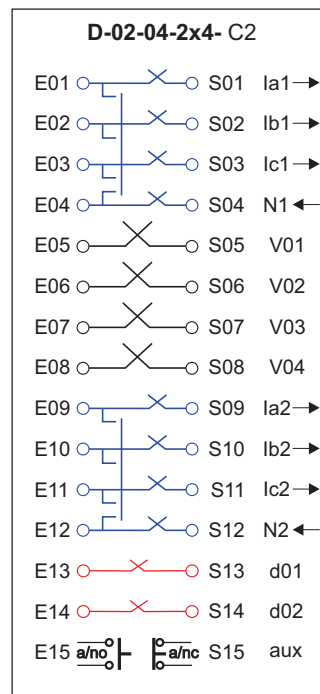 D-02-04-2x4- C2
E01 S01 Ia1
E02 S02 Ib1
E03 S03 Ic1
E04 S04 N1
E05 S05 V01
E06 S06 V02
E07 S07 V03
E08 S08 V04
E09 S09 Ia2
E10 S10 Ib2
E11 S11 Ic2
E12 S12 N2
E13 S13 d01
E14 S14 d02
E15 a/no a/nc S15 aux